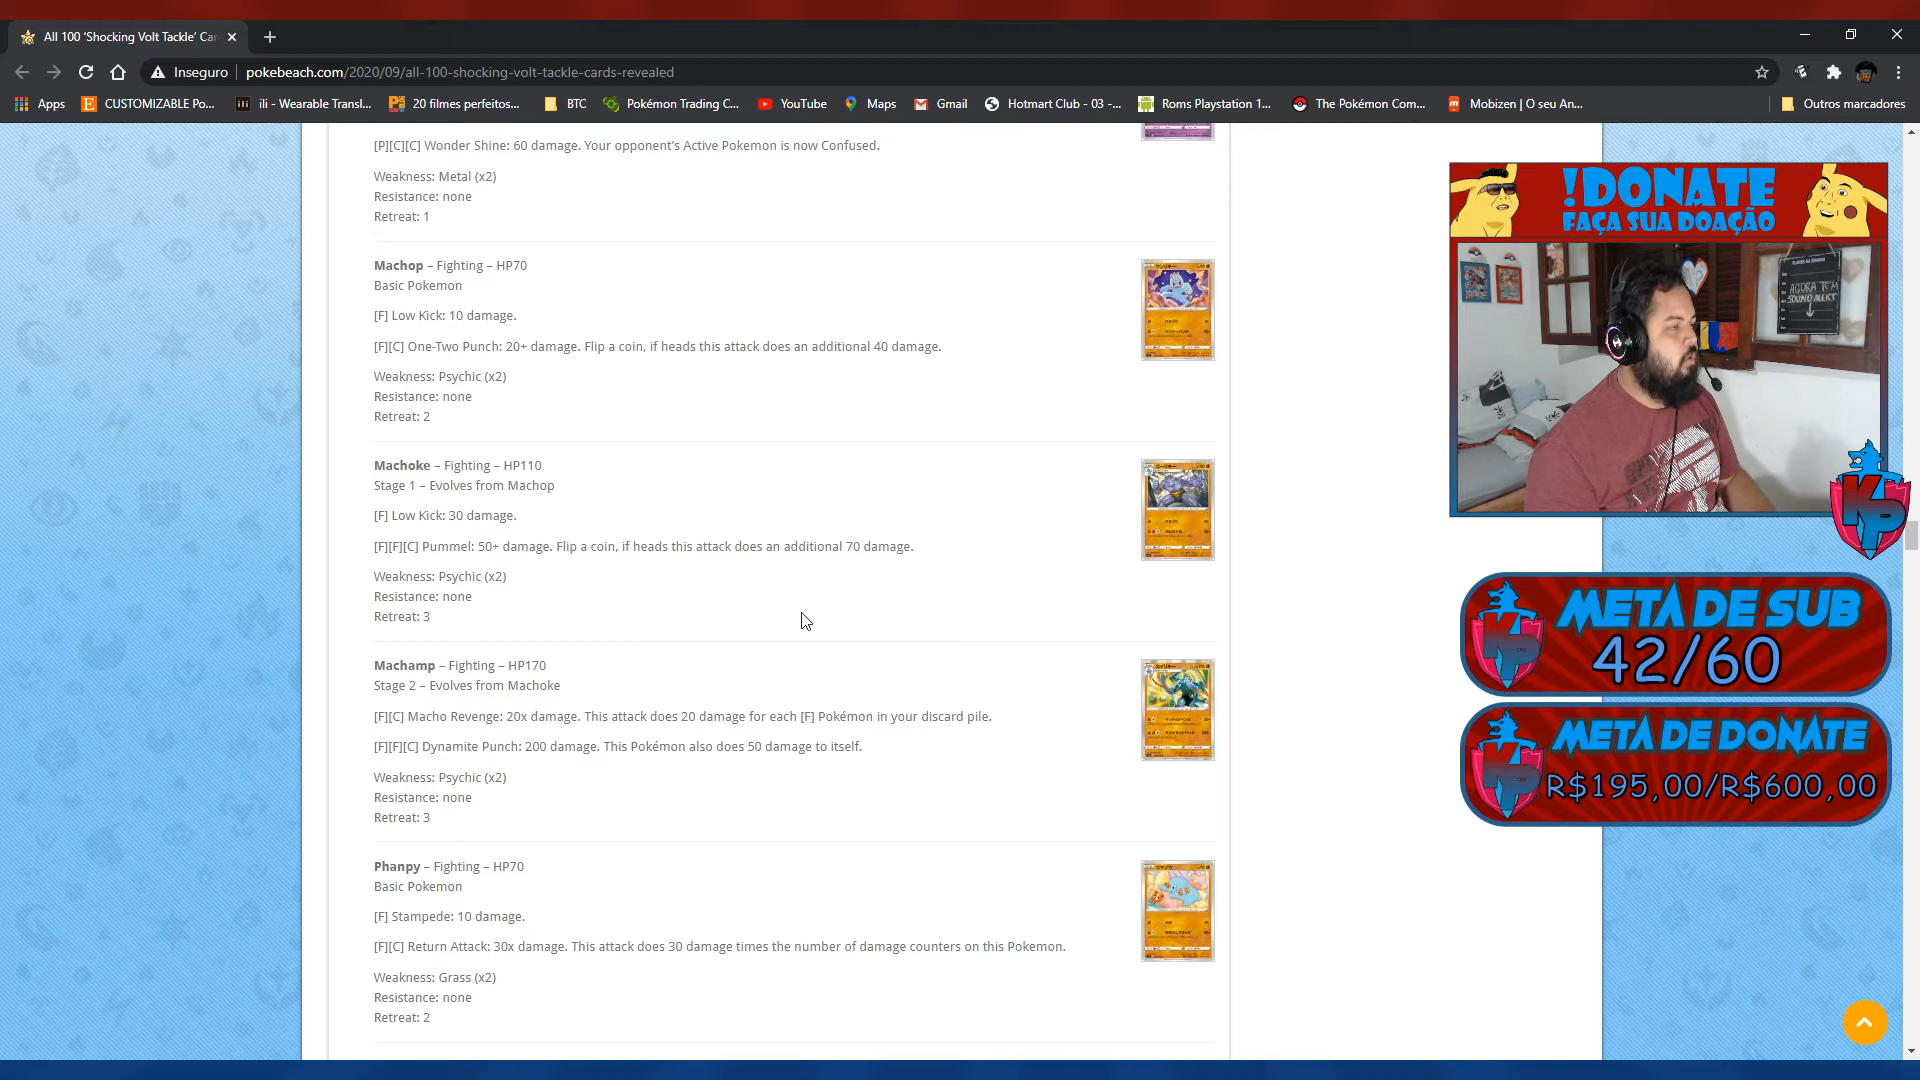 All 100 'Shocking Volt Tackle' Car
Inseguro
pokebeach.com/2020/09/all-100-shocking-volt-tackle-cards-revealed
Apps
CUSTOMIZABLE Po...
ili - Wearable Transl...
20 filmes perfeitos...
BTC
Pokémon Trading C...
YouTube
Maps
Gmail
Hotmart Club - 03 -...
Roms Playstation 1...
The Pokémon Com...
Mobizen | O seu An...
Outros marcadores
[P][C][C] Wonder Shine: 60 damage. Your opponent's Active Pokemon is now Confused.
Weakness: Metal (x2)
Resistance: none
Retreat: 1
Machop – Fighting – HP70
Basic Pokemon
[F] Low Kick: 10 damage.
[F][C] One-Two Punch: 20+ damage. Flip a coin, if heads this attack does an additional 40 damage.
Weakness: Psychic (x2)
Resistance: none
Retreat: 2
Machoke – Fighting – HP110
Stage 1 – Evolves from Machop
[F] Low Kick: 30 damage.
[F][F][C] Pummel: 50+ damage. Flip a coin, if heads this attack does an additional 70 damage.
Weakness: Psychic (x2)
Resistance: none
Retreat: 3
Machamp – Fighting – HP170
Stage 2 – Evolves from Machoke
[F][C] Macho Revenge: 20x damage. This attack does 20 damage for each [F] Pokémon in your discard pile.
[F][F][C] Dynamite Punch: 200 damage. This Pokémon also does 50 damage to itself.
Weakness: Psychic (x2)
Resistance: none
Retreat: 3
Phanpy – Fighting – HP70
Basic Pokemon
[F] Stampede: 10 damage.
[F][C] Return Attack: 30x damage. This attack does 30 damage times the number of damage counters on this Pokemon.
Weakness: Grass (x2)
Resistance: none
Retreat: 2
!DONATE
FAÇA SUA DOAÇÃO
AGORA TEM
SOUND ALERT
KP
KP
META DE SUB
42/60
KP
META DE DONATE
R$195,00/R$600,00